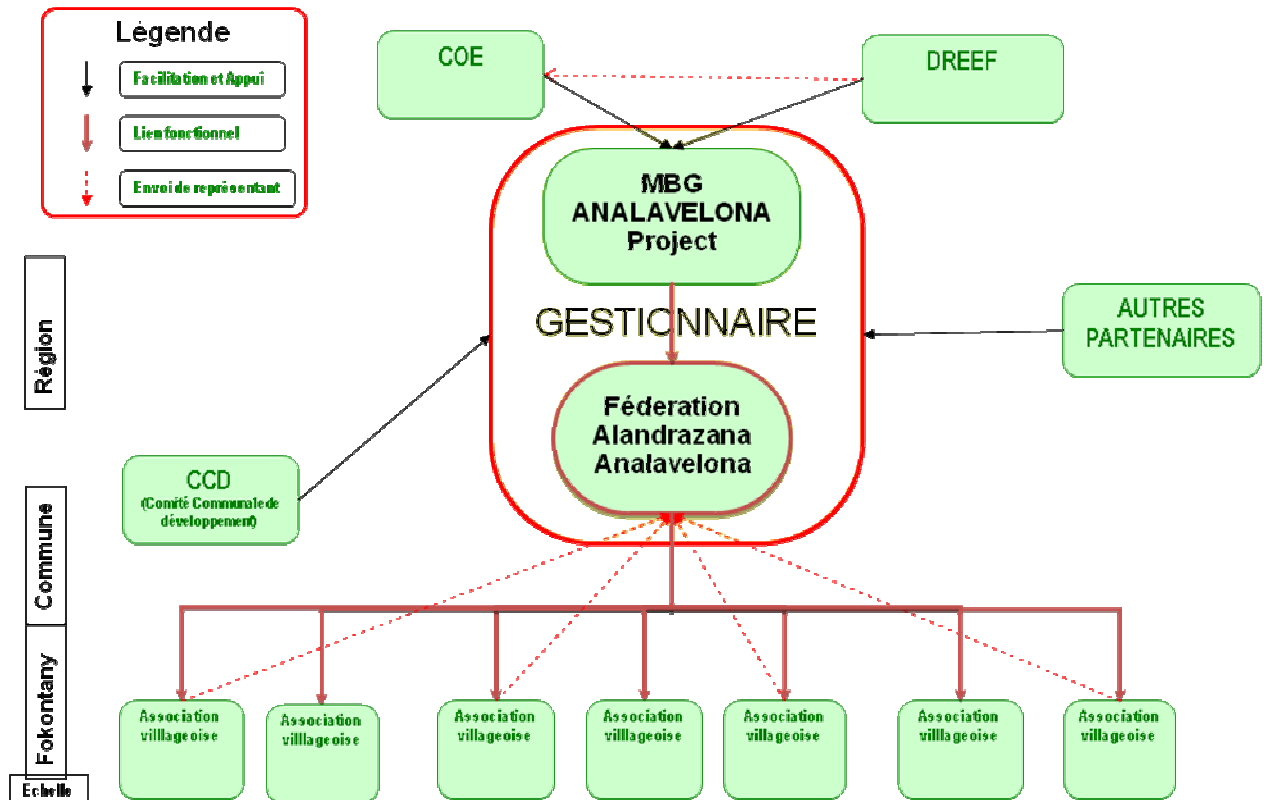 Légende
Facilitation et Appui
Lien fonctionnel
Envoi de représentant
COE
DREEF
MBG
ANALAVELONA
Project
GESTIONNAIRE
Féderation
Alandrazana
Analavelona
AUTRES
PARTENAIRES
CCD
(Comité Communale de
développement)
Région
Commune
Fokontany
Echelle
Association
villlageoise
Association
villlageoise
Association
villageoise
Association
villlageoise
Association
villageoise
Association
villlageoise
Association
villageoise